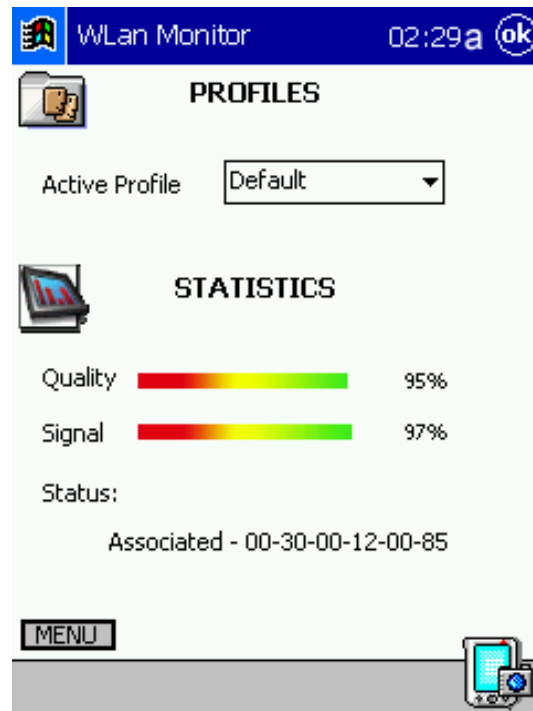 WLan Monitor 02:29a ok
PROFILES
Active Profile Default
STATISTICS
Quality 95%
Signal 97%
Status:
Associated - 00-30-00-12-00-85
MENU